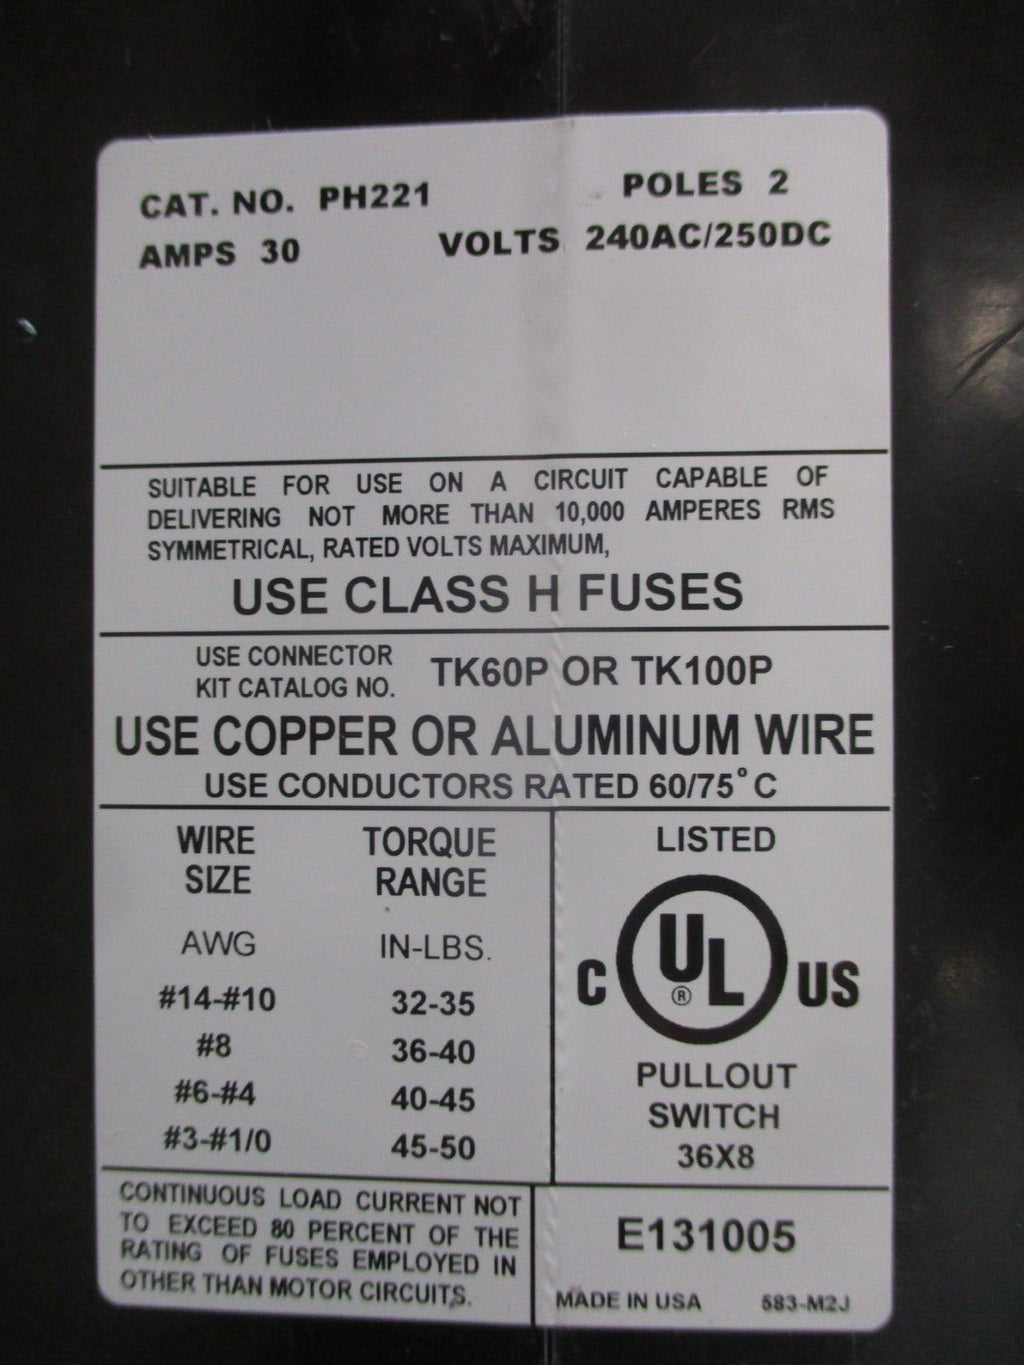 CAT. NO. PH221 POLES 2
AMPS 30 VOLTS 240AC/250DC
SUITABLE FOR USE ON A CIRCUIT CAPABLE OF
DELIVERING NOT MORE THAN 10,000 AMPERES RMS
SYMMETRICAL, RATED VOLTS MAXIMUM,
USE CLASS H FUSES
USE CONNECTOR
KIT CATALOG NO. TK60P OR TK100P
USE COPPER OR ALUMINUM WIRE
USE CONDUCTORS RATED 60/75°C
WIRE TORQUE
SIZE RANGE
AWG IN-LBS.
#14-#10 32-35
#8 36-40
#6-#4 40-45
#3-#1/0 45-50
LISTED
C UL® US
PULLOUT
SWITCH
36X8
CONTINUOUS LOAD CURRENT NOT
TO EXCEED 80 PERCENT OF THE
RATING OF FUSES EMPLOYED IN
OTHER THAN MOTOR CIRCUITS.
E131005
MADE IN USA 583-M2J